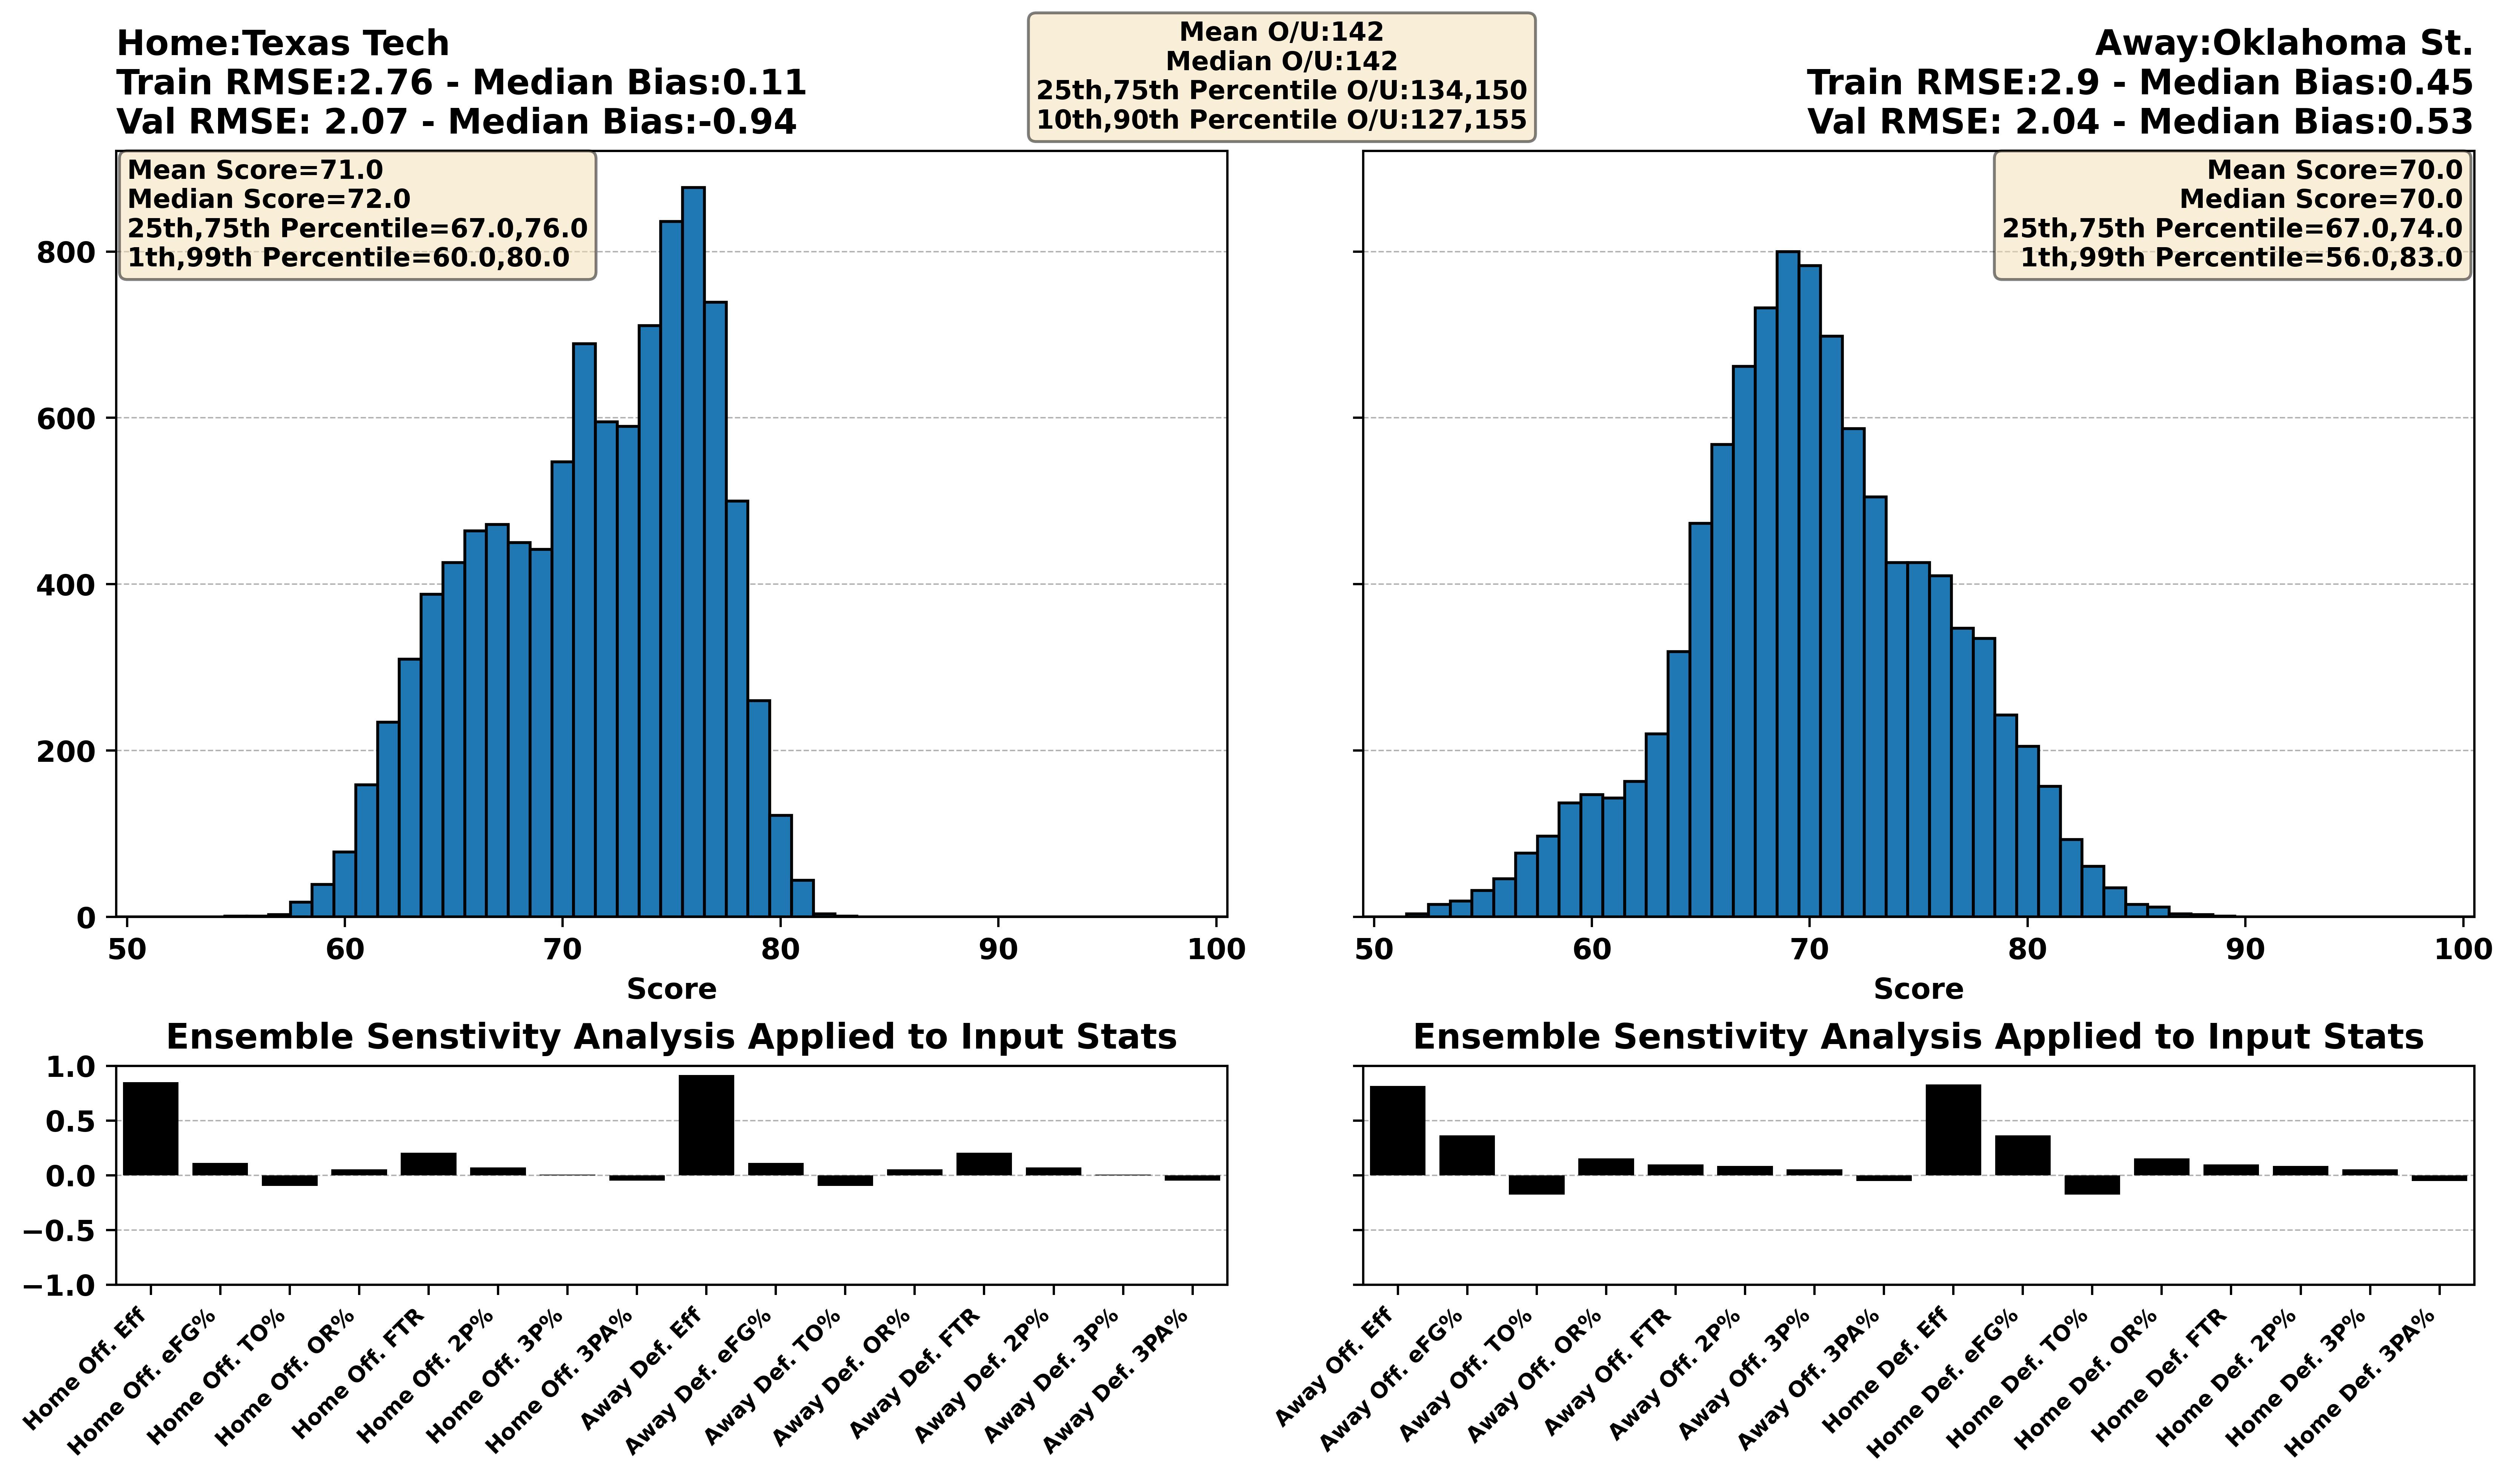 Home:Texas Tech
Train RMSE:2.76 - Median Bias:0.11
Val RMSE: 2.07 - Median Bias:-0.94
Mean O/U:142
Median O/U:142
25th,75th Percentile O/U:134,150
10th,90th Percentile O/U:127,155
Away:Oklahoma St.
Train RMSE:2.9 - Median Bias:0.45
Val RMSE: 2.04 - Median Bias:0.53
Mean Score=71.0
Median Score=72.0
25th,75th Percentile=67.0,76.0
1th,99th Percentile=60.0,80.0
800
600
400
200
0
50 60 70 80 90 100
Score
Mean Score=70.0
Median Score=70.0
25th,75th Percentile=67.0,74.0
1th,99th Percentile=56.0,83.0
50 60 70 80 90 100
Score
Ensemble Senstivity Analysis Applied to Input Stats
1.0
0.5
0.0
−0.5
−1.0
Home Off. Eff
Home Off. eFG%
Home Off. TO%
Home Off. OR%
Home Off. FTR
Home Off. 2P%
Home Off. 3P%
Home Off. 3PA%
Away Def. Eff
Away Def. eFG%
Away Def. TO%
Away Def. OR%
Away Def. FTR
Away Def. 2P%
Away Def. 3P%
Away Def. 3PA%
Ensemble Senstivity Analysis Applied to Input Stats
Away Off. Eff
Away Off. eFG%
Away Off. TO%
Away Off. OR%
Away Off. FTR
Away Off. 2P%
Away Off. 3P%
Away Off. 3PA%
Home Def. Eff
Home Def. eFG%
Home Def. TO%
Home Def. OR%
Home Def. FTR
Home Def. 2P%
Home Def. 3P%
Home Def. 3PA%